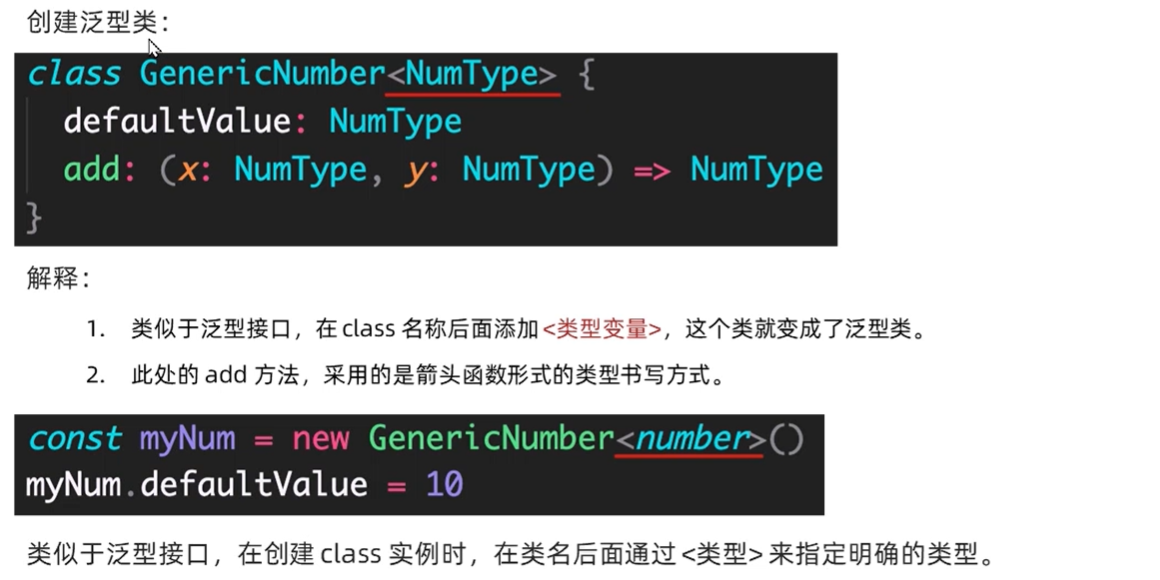 创建泛型类：
class GenericNumber<NumType> {
defaultValue: NumType
add: (x: NumType, y: NumType) => NumType
}
解释：
1. 类似于泛型接口，在 class 名称后面添加 <类型变量>，这个类就变成了泛型类。
2. 此处的 add 方法，采用的是箭头函数形式的类型书写方式。
const myNum = new GenericNumber<number>()
myNum.defaultValue = 10
类似于泛型接口，在创建 class 实例时，在类名后面通过 <类型> 来指定明确的类型。